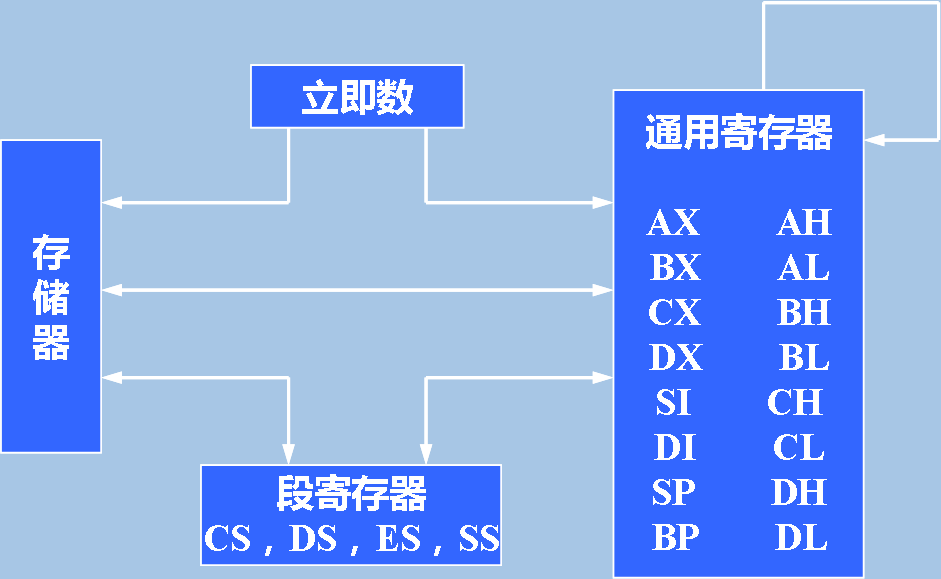 立即数
通用寄存器
存储器
AX AH
BX AL
CX BH
DX BL
SI CH
DI CL
SP DH
BP DL
段寄存器
CS，DS，ES，SS